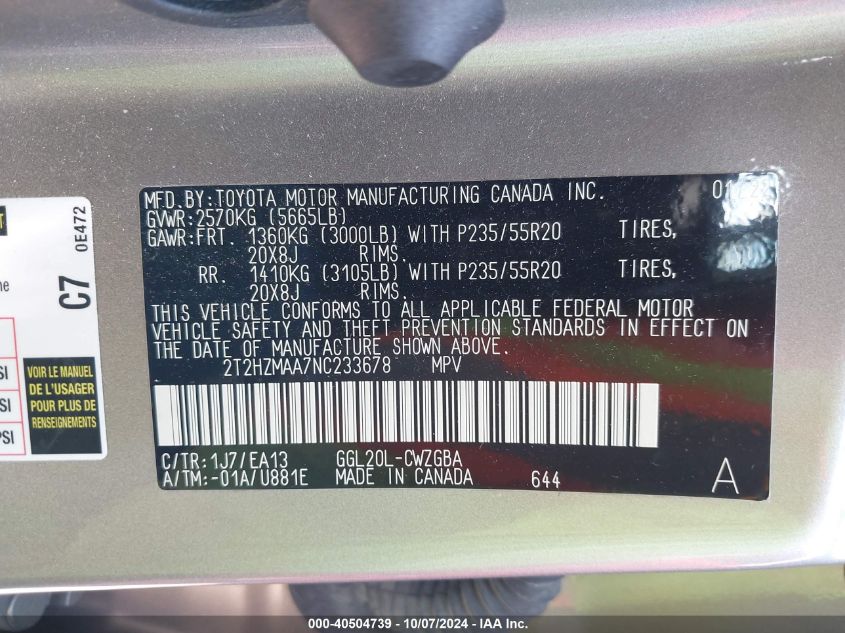 MFD. BY: TOYOTA MOTOR MANUFACTURING CANADA INC.
GVWR: 2570KG (5665LB)
GAWR: FRT. 1360KG (3000LB) WITH P235/55R20 TIRES,
20X8J RIMS.
RR. 1410KG (3105LB) WITH P235/55R20 TIRES,
20X8J RIMS.
THIS VEHICLE CONFORMS TO ALL APPLICABLE FEDERAL MOTOR
VEHICLE SAFETY AND THEFT PREVENTION STANDARDS IN EFFECT ON
THE DATE OF MANUFACTURE SHOWN ABOVE.
2T2HZMAA7NC233678 MPV
C/TR: 1J7/EA13 GGL20L-CWZGBA
A/TM: -01A/U881E MADE IN CANADA 644 A
C7 0E472
VOIR LE MANUEL
DE L'USAGER
POUR PLUS DE
RENSEIGNEMENTS
000-40504739 - 10/07/2024 - IAA Inc.